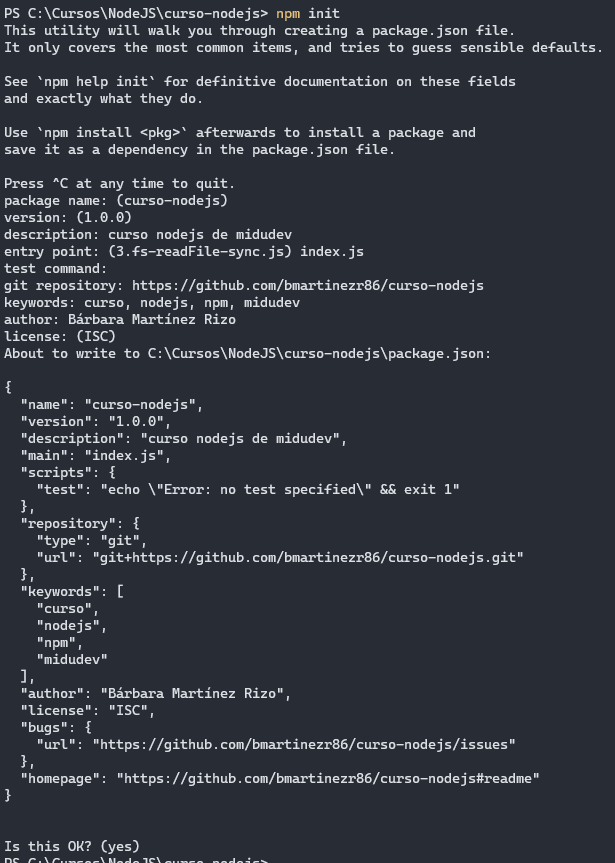 PS C:\Cursos\NodeJS\curso-nodejs> npm init
This utility will walk you through creating a package.json file.
It only covers the most common items, and tries to guess sensible defaults.

See `npm help init` for definitive documentation on these fields
and exactly what they do.

Use `npm install <pkg>` afterwards to install a package and
save it as a dependency in the package.json file.

Press ^C at any time to quit.
package name: (curso-nodejs)
version: (1.0.0)
description: curso nodejs de midudev
entry point: (3.fs-readFile-sync.js) index.js
test command:
git repository: https://github.com/bmartinezr86/curso-nodejs
keywords: curso, nodejs, npm, midudev
author: Bárbara Martínez Rizo
license: (ISC)
About to write to C:\Cursos\NodeJS\curso-nodejs\package.json:

{
  "name": "curso-nodejs",
  "version": "1.0.0",
  "description": "curso nodejs de midudev",
  "main": "index.js",
  "scripts": {
    "test": "echo \"Error: no test specified\" && exit 1"
  },
  "repository": {
    "type": "git",
    "url": "git+https://github.com/bmartinezr86/curso-nodejs.git"
  },
  "keywords": [
    "curso",
    "nodejs",
    "npm",
    "midudev"
  ],
  "author": "Bárbara Martínez Rizo",
  "license": "ISC",
  "bugs": {
    "url": "https://github.com/bmartinezr86/curso-nodejs/issues"
  },
  "homepage": "https://github.com/bmartinezr86/curso-nodejs#readme"
}

Is this OK? (yes)
PS C:\Cursos\NodeJS\curso-nodejs>